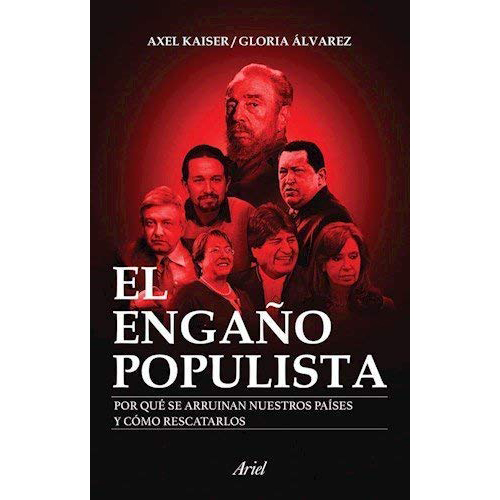 AXEL KAISER/GLORIA ÁLVAREZ
EL
ENGAÑO
POPULISTA
POR QUÉ SE ARRUINAN NUESTROS PAÍSES
Y CÓMO RESCATARLOS
Ariel